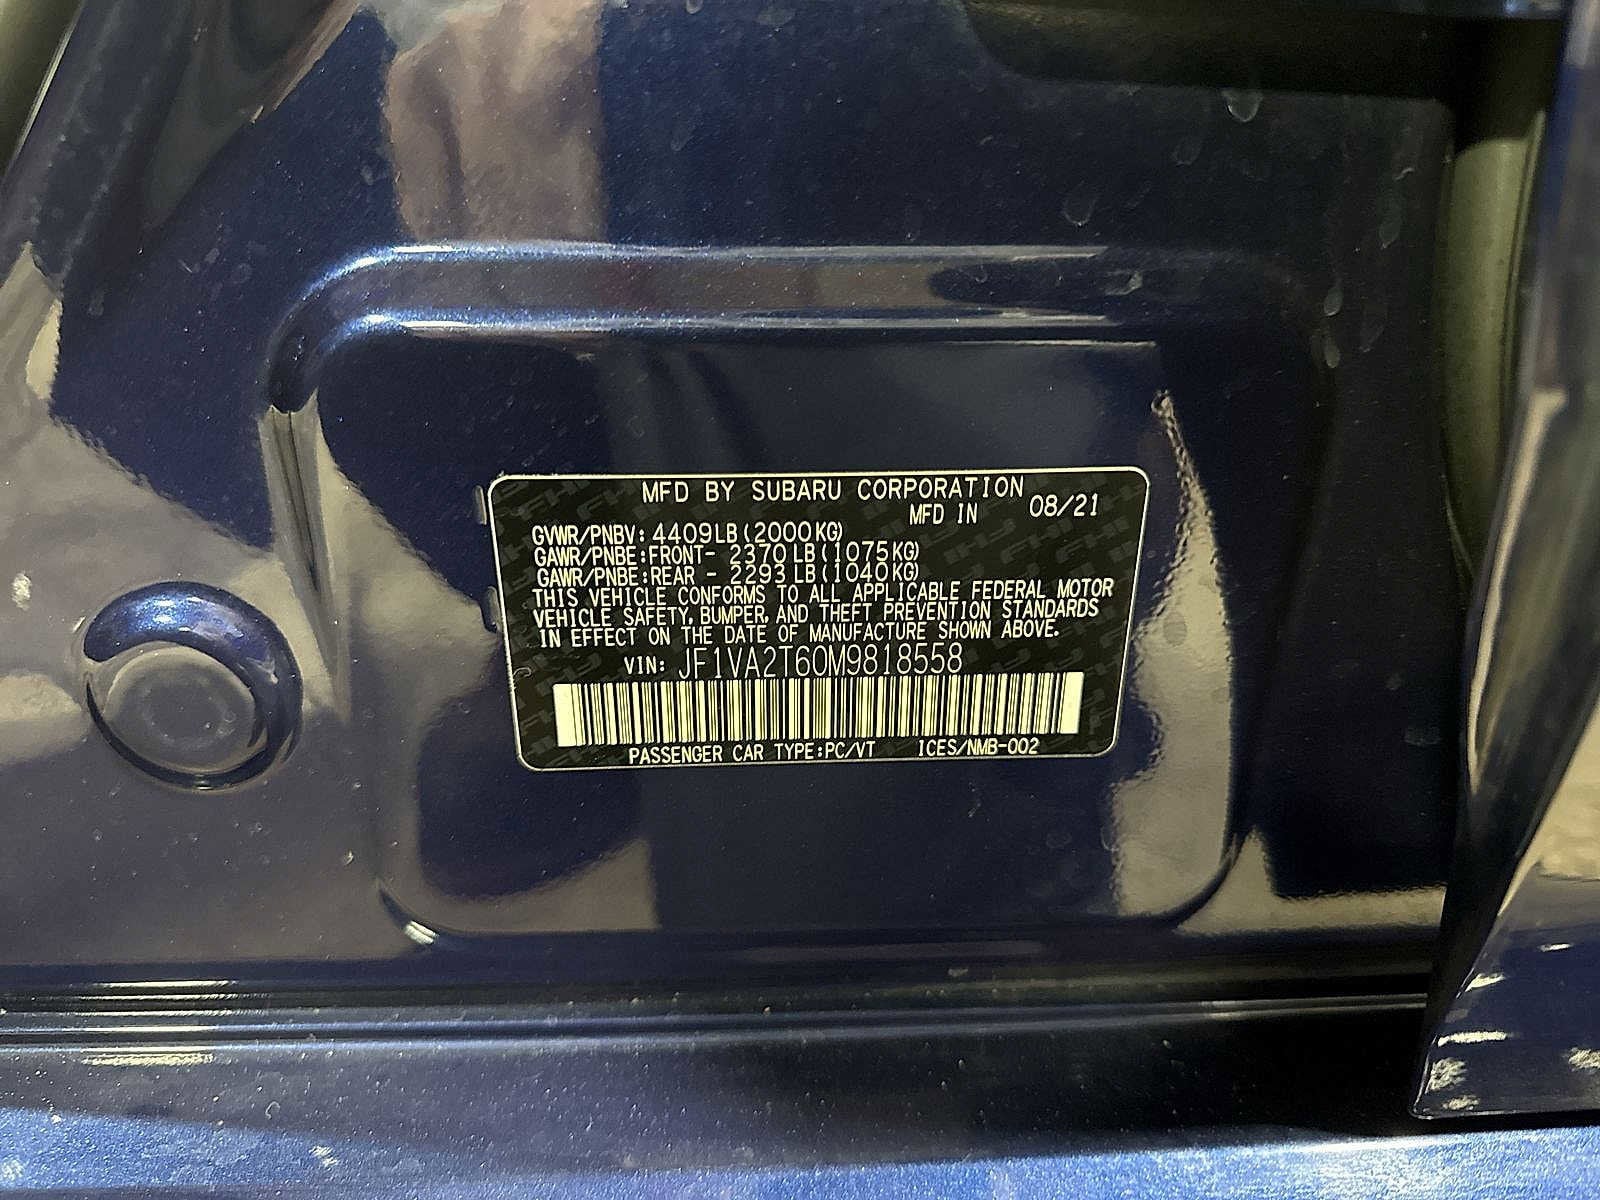 MFD BY SUBARU CORPORATION
MFD IN 08/21
GVWR/PNBV: 4409LB(2000KG)
GAWR/PNBE:FRONT- 2370LB(1075KG)
GAWR/PNBE:REAR - 2293LB(1040KG)
THIS VEHICLE CONFORMS TO ALL APPLICABLE FEDERAL MOTOR
VEHICLE SAFETY, BUMPER, AND THEFT PREVENTION STANDARDS
IN EFFECT ON THE DATE OF MANUFACTURE SHOWN ABOVE.
VIN: JF1VA2T60M9818558
PASSENGER CAR TYPE:PC/VT ICES/NMB-002